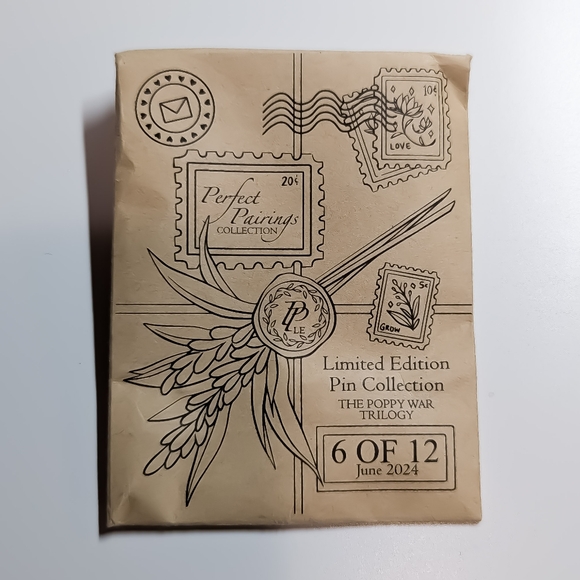 10¢
LOVE
20¢
Perfect
Pairings
COLLECTION
5¢
GROW
PP
LE
Limited Edition
Pin Collection
THE POPPY WAR
TRILOGY
6 OF 12
June 2024